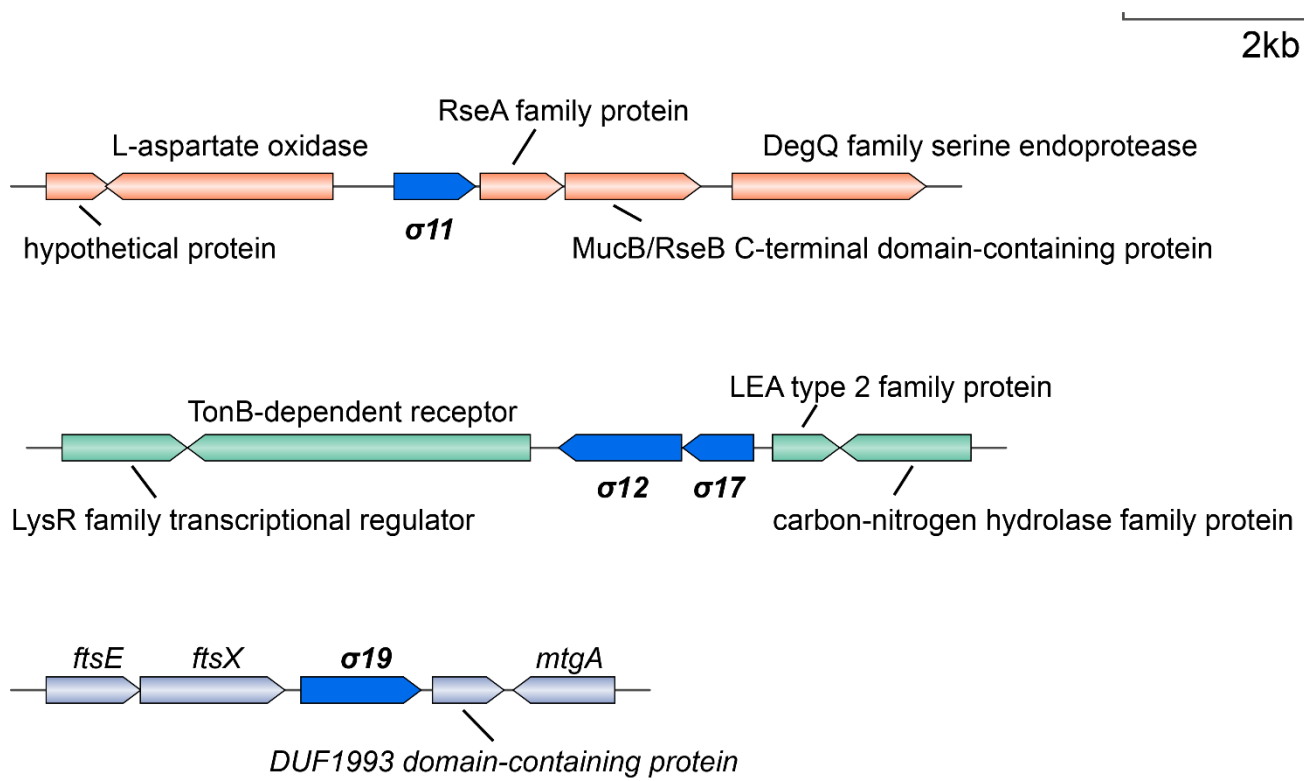 2kb
RseA family protein
L-aspartate oxidase
DegQ family serine endoprotease
σ11
hypothetical protein
MucB/RseB C-terminal domain-containing protein
LEA type 2 family protein
TonB-dependent receptor
σ12
σ17
LysR family transcriptional regulator
carbon-nitrogen hydrolase family protein
ftsE
ftsX
σ19
mtgA
DUF1993 domain-containing protein